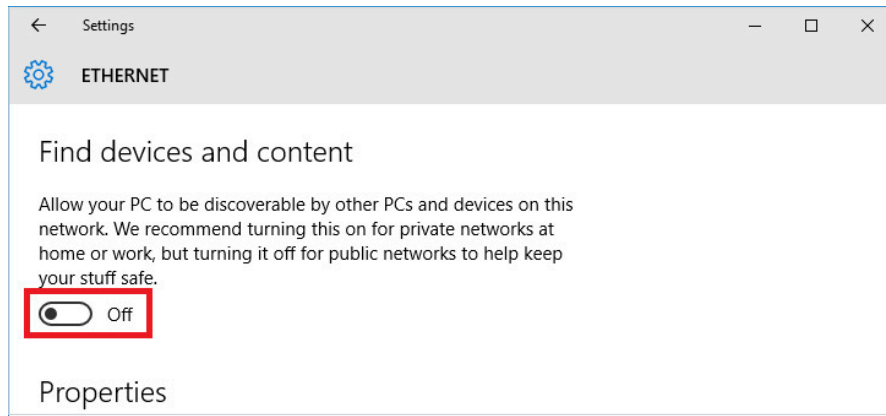 Settings
ETHERNET
Find devices and content
Allow your PC to be discoverable by other PCs and devices on this
network. We recommend turning this on for private networks at
home or work, but turning it off for public networks to help keep
your stuff safe.
Off
Properties